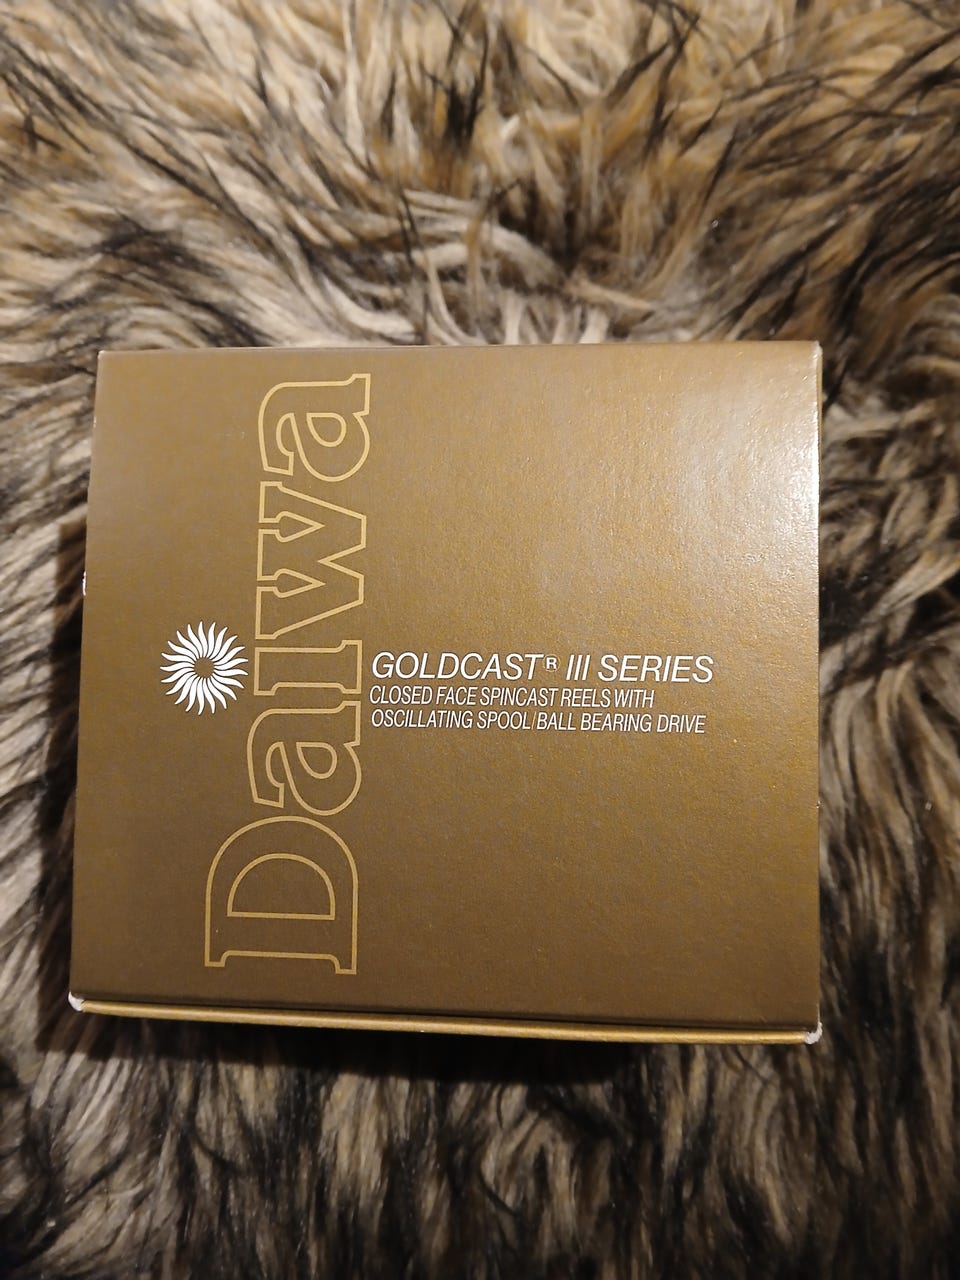 Daiwa
GOLDCAST® III SERIES
CLOSED FACE SPINCAST REELS WITH
OSCILLATING SPOOL/BALL BEARING DRIVE